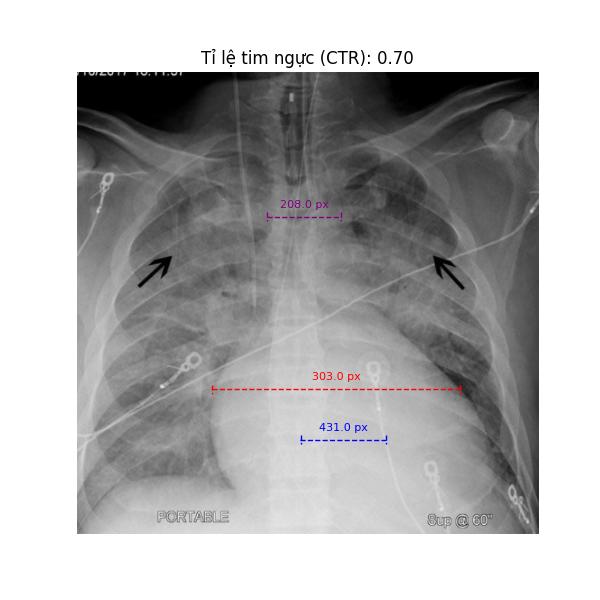 Tỉ lệ tim ngực (CTR): 0.70
208.0 px
303.0 px
431.0 px
PORTABLE
Sup @ 60"